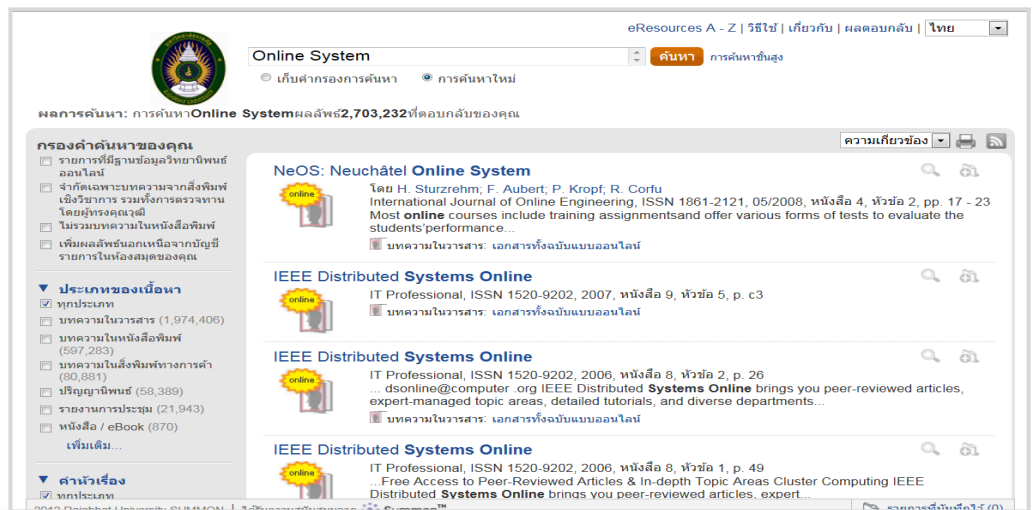 eResources A - Z | วิธีใช้ | เกี่ยวกับ | ผลตอบกลับ | ไทย
Online System
ค้นหา การค้นหาขั้นสูง
เก็บค่ากรองการค้นหา การค้นหาใหม่
ผลการค้นหา: การค้นหาOnline Systemผลลัพธ์2,703,232ที่ตอบกลับของคุณ
ความเกี่ยวข้อง
กรองคำค้นหาของคุณ
รายการที่มีฐานข้อมูลวิทยานิพนธ์
ออนไลน์
จำกัดเฉพาะบทความจากสิ่งพิมพ์
เชิงวิชาการ รวมทั้งการตรวจทาน
โดยผู้ทรงคุณวุฒิ
ไม่รวมบทความในหนังสือพิมพ์
เพิ่มผลลัพธ์นอกเหนือจากบัญชี
รายการในห้องสมุดของคุณ
ประเภทของเนื้อหา
ทุกประเภท
บทความในวารสาร (1,974,406)
บทความในหนังสือพิมพ์
(597,283)
บทความในสิ่งพิมพ์ทางการค้า
(80,881)
ปริญญานิพนธ์ (58,389)
รายงานการประชุม (21,943)
หนังสือ / eBook (870)
เพิ่มเติม...
คำหัวเรื่อง
ทุกประเภท
NeOS: Neuchâtel Online System
online
โดย H. Sturzrehm; F. Aubert; P. Kropf; R. Corfu
International Journal of Online Engineering, ISSN 1861-2121, 05/2008, หนังสือ 4, หัวข้อ 2, pp. 17 - 23
Most online courses include training assignmentsand offer various forms of tests to evaluate the
students'performance...
บทความในวารสาร: เอกสารทั้งฉบับแบบออนไลน์
IEEE Distributed Systems Online
online
IT Professional, ISSN 1520-9202, 2007, หนังสือ 9, หัวข้อ 5, p. c3
บทความในวารสาร: เอกสารทั้งฉบับแบบออนไลน์
IEEE Distributed Systems Online
online
IT Professional, ISSN 1520-9202, 2006, หนังสือ 8, หัวข้อ 2, p. 26
... dsonline@computer .org IEEE Distributed Systems Online brings you peer-reviewed articles,
expert-managed topic areas, detailed tutorials, and diverse departments...
บทความในวารสาร: เอกสารทั้งฉบับแบบออนไลน์
IEEE Distributed Systems Online
online
IT Professional, ISSN 1520-9202, 2006, หนังสือ 8, หัวข้อ 1, p. 49
...Free Access to Peer-Reviewed Articles & In-depth Topic Areas Cluster Computing IEEE
Distributed Systems Online brings you peer-reviewed articles, expert...
Rajabhat University SUMMON | ได้รับความสนับสนุนจาก Summon™
รายการที่บันทึกไว้ (0)